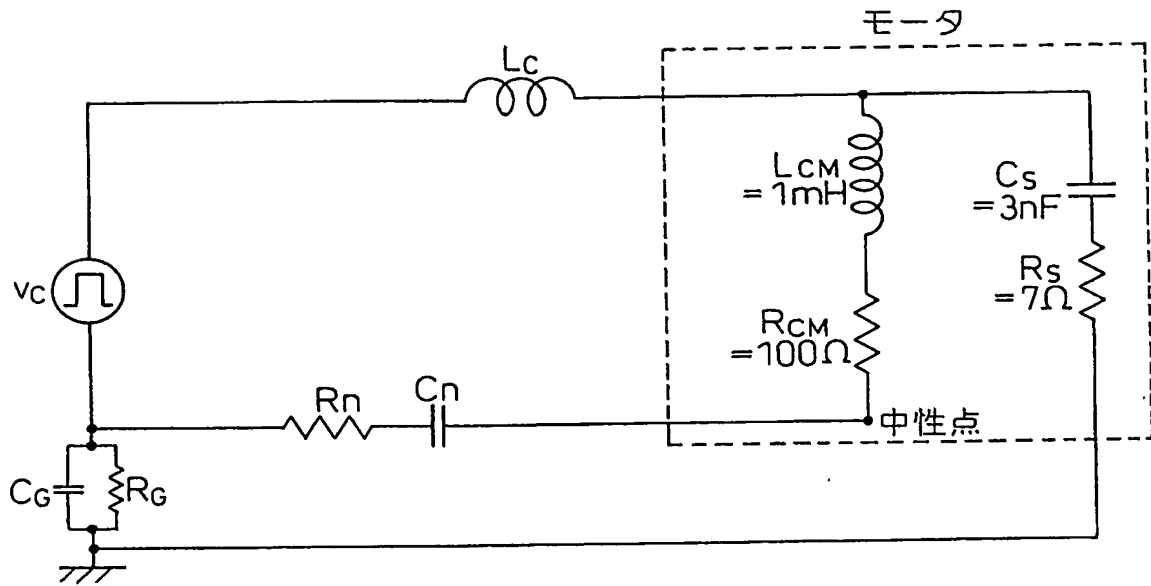 モータ
Lc
LCM
=1mH
Cs
=3nF
Rs
=7Ω
vc
RCM
=100Ω
Rn
Cn
中性点
CG
RG